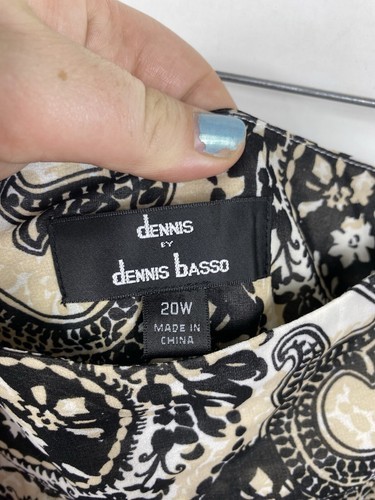 dENNIS
BY
dENNIS bASSO
20W
MADE IN
CHINA